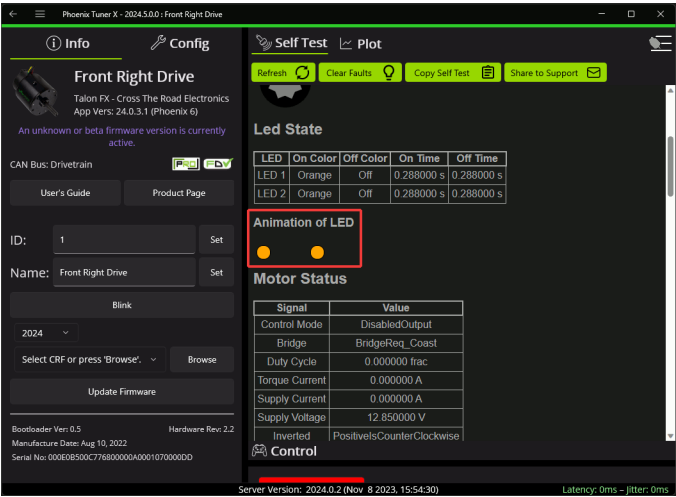 Phoenix Tuner X - 2024.5.0.0 : Front Right Drive
Info
Config
Front Right Drive
Talon FX - Cross The Road Electronics
App Vers: 24.0.3.1 (Phoenix 6)
An unknown or beta firmware version is currently
active.
CAN Bus: Drivetrain
PRO
FD
User's Guide
Product Page
ID:
1
Set
Name:
Front Right Drive
Set
Blink
2024
Select CRF or press 'Browse'.
Browse
Update Firmware
Bootloader Ver: 0.5
Hardware Rev: 2.2
Manufacture Date: Aug 10, 2022
Serial No: 000E0B500C776800000A0001070000DD
Self Test
Plot
Refresh
Clear Faults
Copy Self Test
Share to Support
Led State
LED On Color Off Color On Time Off Time
LED 1 Orange Off 0.288000 s 0.288000 s
LED 2 Orange Off 0.288000 s 0.288000 s
Animation of LED
Motor Status
Signal Value
Control Mode DisabledOutput
Bridge BridgeReq_Coast
Duty Cycle 0.000000 frac
Torque Current 0.000000 A
Supply Current 0.000000 A
Supply Voltage 12.850000 V
Inverted PositiveIsCounterClockwise
Control
Server Version: 2024.0.2 (Nov 8 2023, 15:54:30)
Latency: 0ms – Jitter: 0ms